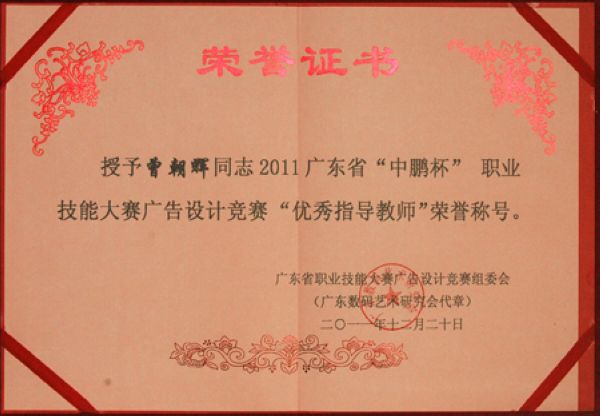 荣誉证书
授予曾朝辉同志2011广东省“中鹏杯” 职业
技能大赛广告设计竞赛“优秀指导教师”荣誉称号。
广东省职业技能大赛广告设计竞赛组委会
（广东数码艺术研究会代章）
二〇一一年十二月二十日